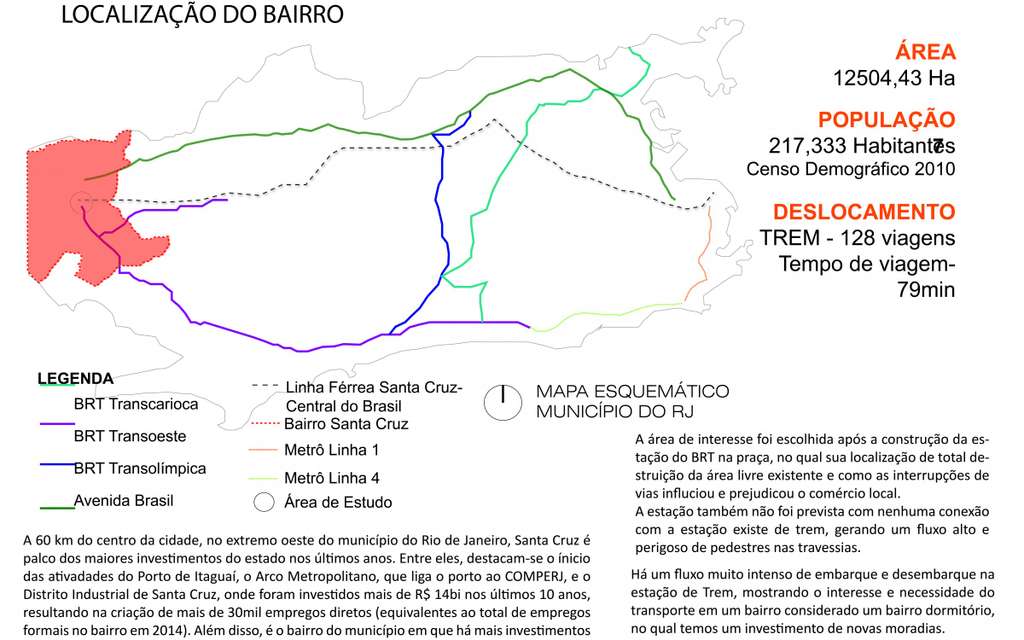 LOCALIZAÇÃO DO BAIRRO
ÁREA
12504,43 Ha
POPULAÇÃO
217,333 Habitantes
Censo Demográfico 2010
DESLOCAMENTO
TREM - 128 viagens
Tempo de viagem-
79min
LEGENDA
BRT Transcarioca
BRT Transoeste
BRT Transolímpica
Avenida Brasil
Linha Férrea Santa Cruz-
Central do Brasil
Bairro Santa Cruz
Metrô Linha 1
Metrô Linha 4
Área de Estudo
MAPA ESQUEMÁTICO
MUNICÍPIO DO RJ
A 60 km do centro da cidade, no extremo oeste do município do Rio de Janeiro, Santa Cruz é
palco dos maiores investimentos do estado nos últimos anos. Entre eles, destacam-se o ínicio
das ativadades do Porto de Itaguaí, o Arco Metropolitano, que liga o porto ao COMPERJ, e o
Distrito Industrial de Santa Cruz, onde foram investidos mais de R$ 14bi nos últimos 10 anos,
resultando na criação de mais de 30mil empregos diretos (equivalentes ao total de empregos
formais no bairro em 2014). Além disso, é o bairro do município em que há mais investimentos
A área de interesse foi escolhida após a construção da es-
tação do BRT na praça, no qual sua localização de total de-
struição da área livre existente e como as interrupções de
vias influciou e prejudicou o comércio local.
A estação também não foi prevista com nenhuma conexão
com a estação existe de trem, gerando um fluxo alto e
perigoso de pedestres nas travessias.
Há um fluxo muito intenso de embarque e desembarque na
estação de Trem, mostrando o interesse e necessidade do
transporte em um bairro considerado um bairro dormitório,
no qual temos um investimento de novas moradias.